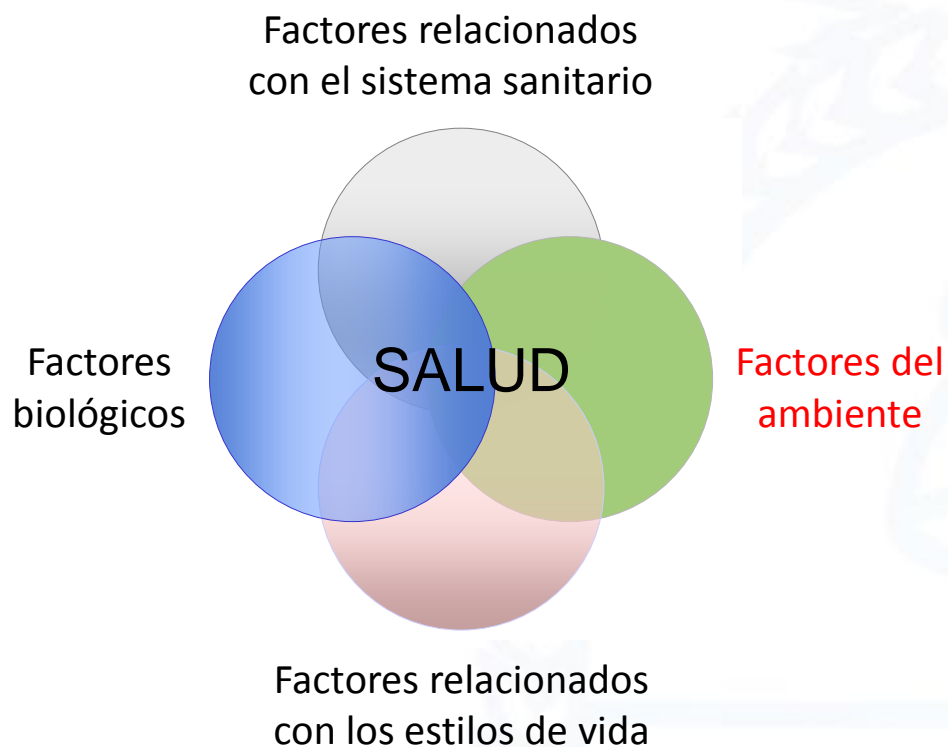 Factores relacionados
con el sistema sanitario
Factores
biológicos
SALUD
Factores del
ambiente
Factores relacionados
con los estilos de vida